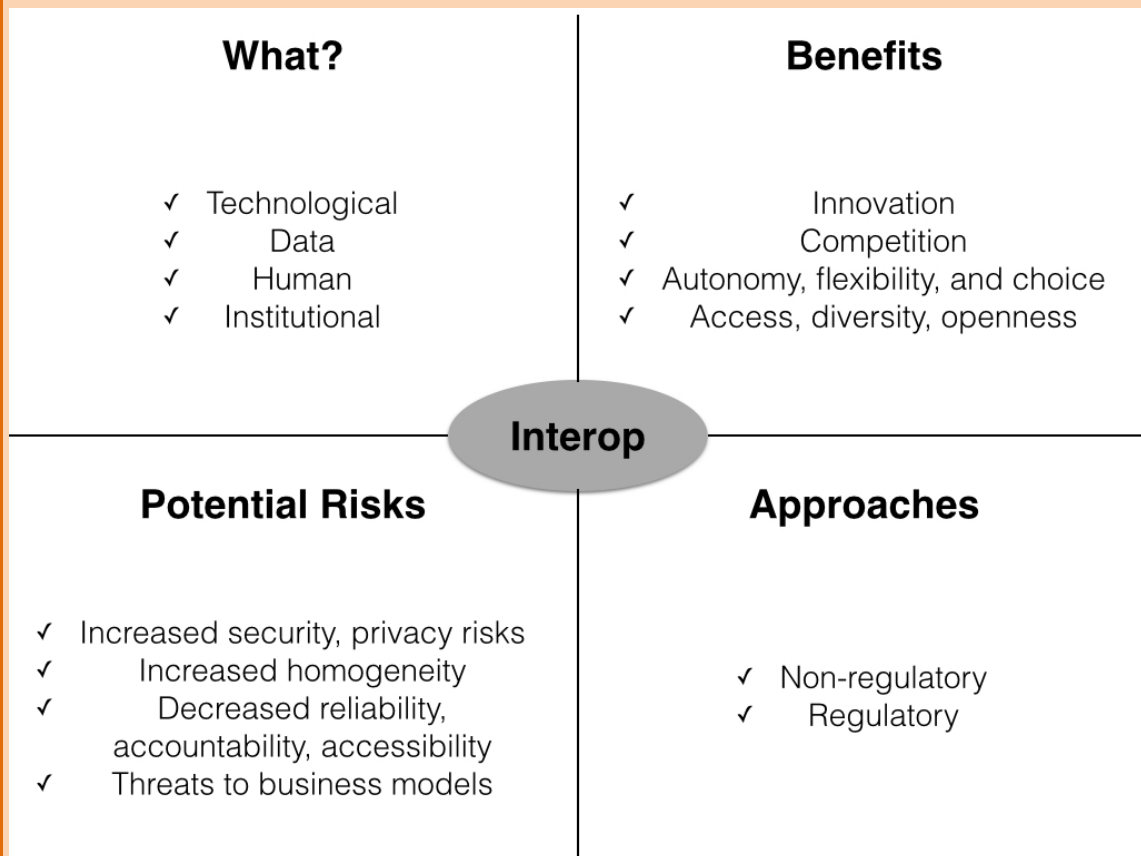 What?
✓ Technological
✓ Data
✓ Human
✓ Institutional
Benefits
✓ Innovation
✓ Competition
✓ Autonomy, flexibility, and choice
✓ Access, diversity, openness
Interop
Potential Risks
✓ Increased security, privacy risks
✓ Increased homogeneity
✓ Decreased reliability,
accountability, accessibility
✓ Threats to business models
Approaches
✓ Non-regulatory
✓ Regulatory